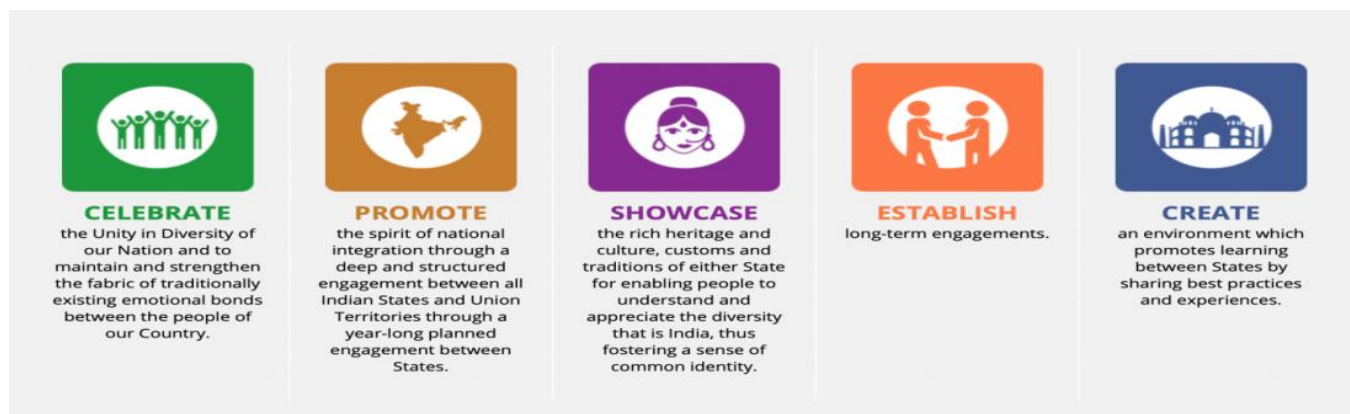 CELEBRATE
the Unity in Diversity of
our Nation and to
maintain and strengthen
the fabric of traditionally
existing emotional bonds
between the people of
our Country.
PROMOTE
the spirit of national
integration through a
deep and structured
engagement between all
Indian States and Union
Territories through a
year-long planned
engagement between
States.
SHOWCASE
the rich heritage and
culture, customs and
traditions of either State
for enabling people to
understand and
appreciate the diversity
that is India, thus
fostering a sense of
common identity.
ESTABLISH
long-term engagements.
CREATE
an environment which
promotes learning
between States by
sharing best practices
and experiences.